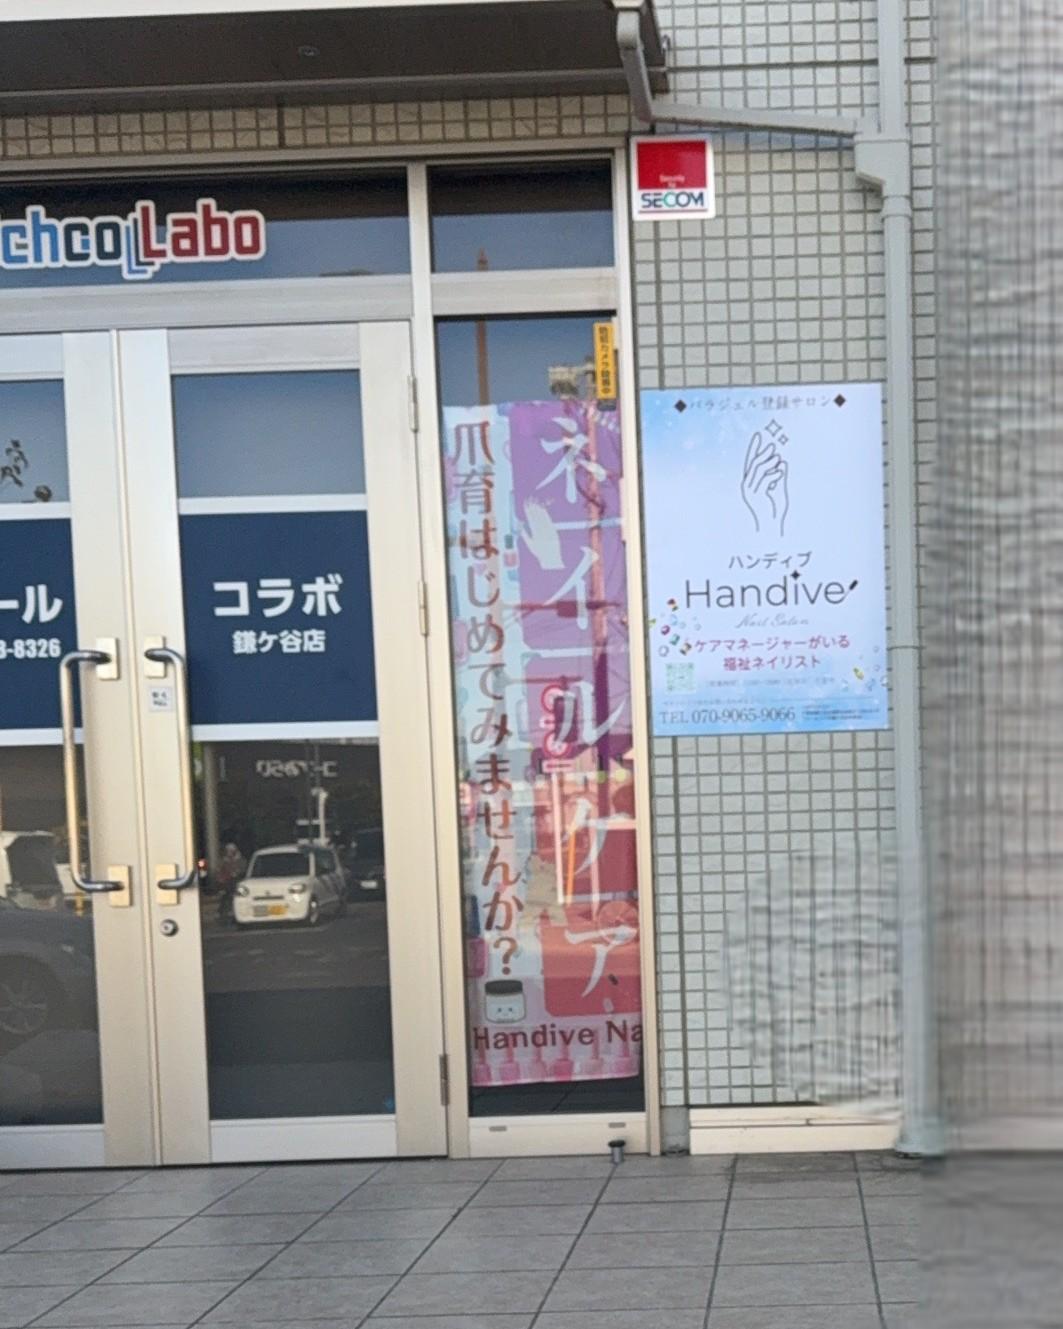 chcoLLabo
Security by
SECOM
防犯カメラ録画中
ール
3-8326
コラボ
鎌ケ谷店
ネイルケア
爪育はじめてみませんか?
Handive Na
◆パラジェル登録サロン◆
ハンディブ
Handive
Nail Salon
ケアマネージャーがいる
福祉ネイリスト
TEL 070-9065-9066